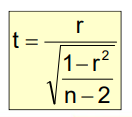 t = r / √((1 − r²) / (n − 2))